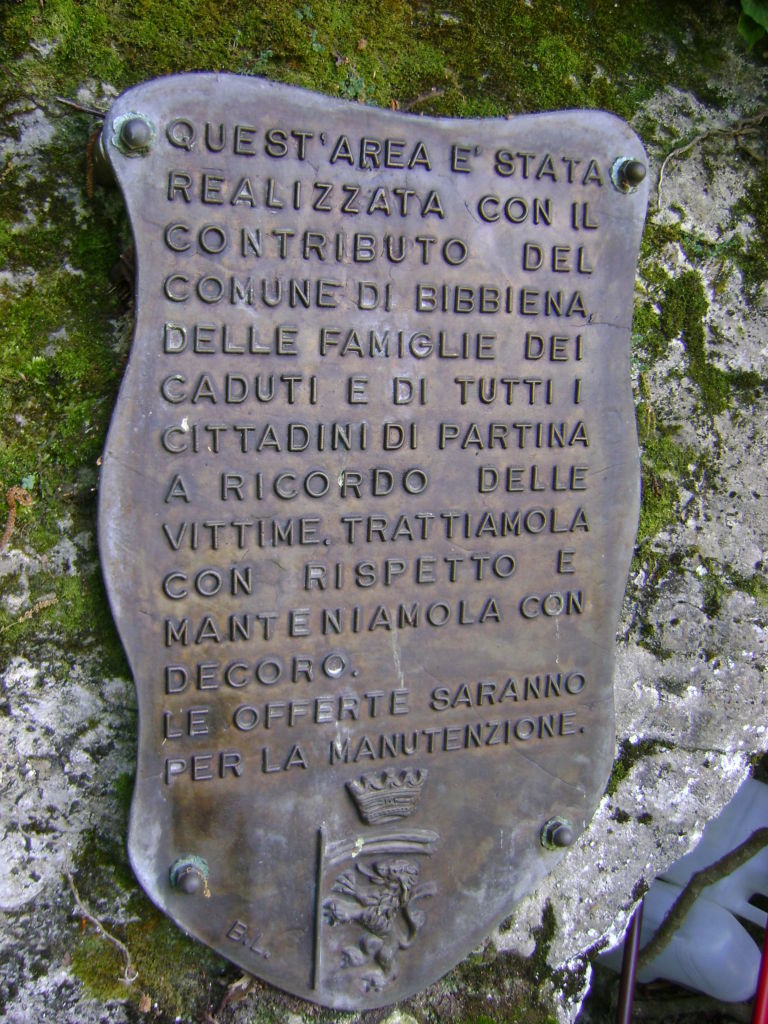 QUEST'AREA E' STATA
REALIZZATA CON IL
CONTRIBUTO DEL
COMUNE DI BIBBIENA,
DELLE FAMIGLIE DEI
CADUTI E DI TUTTI I
CITTADINI DI PARTINA
A RICORDO DELLE
VITTIME. TRATTIAMOLA
CON RISPETTO E
MANTENIAMOLA CON
DECORO.
LE OFFERTE SARANNO
PER LA MANUTENZIONE.
B.L.